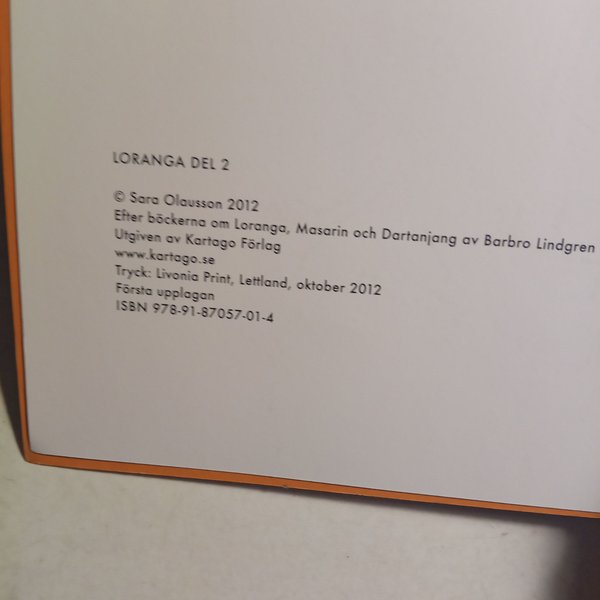 LORANGA DEL 2
© Sara Olausson 2012
Efter böckerna om Loranga, Masarin och Dartanjang av Barbro Lindgren
Utgiven av Kartago Förlag
www.kartago.se
Tryck: Livonia Print, Lettland, oktober 2012
Första upplagan
ISBN 978-91-87057-01-4